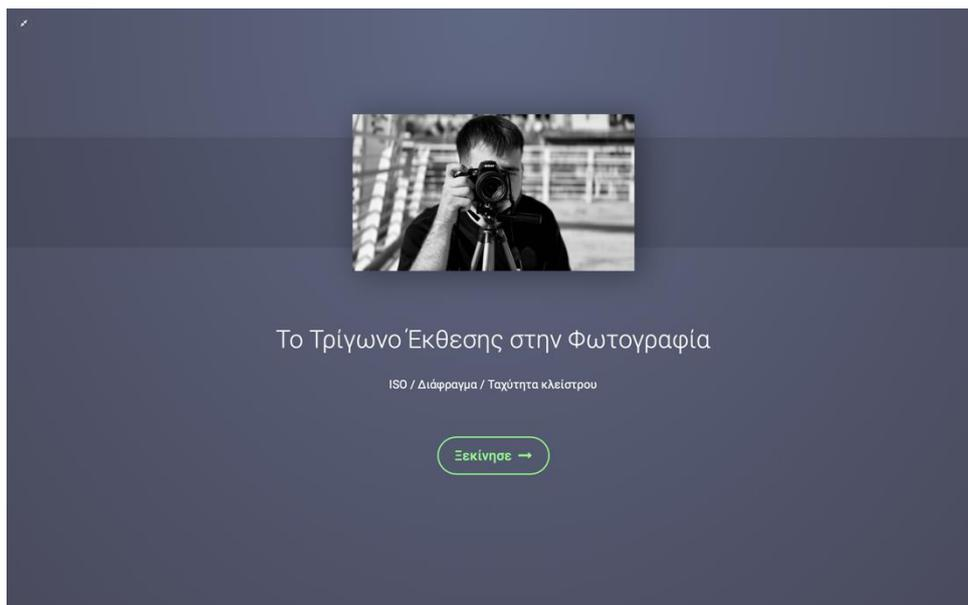 Το Τρίγωνο Έκθεσης στην Φωτογραφία
ISO / Διάφραγμα / Ταχύτητα κλείστρου
Ξεκίνησε →